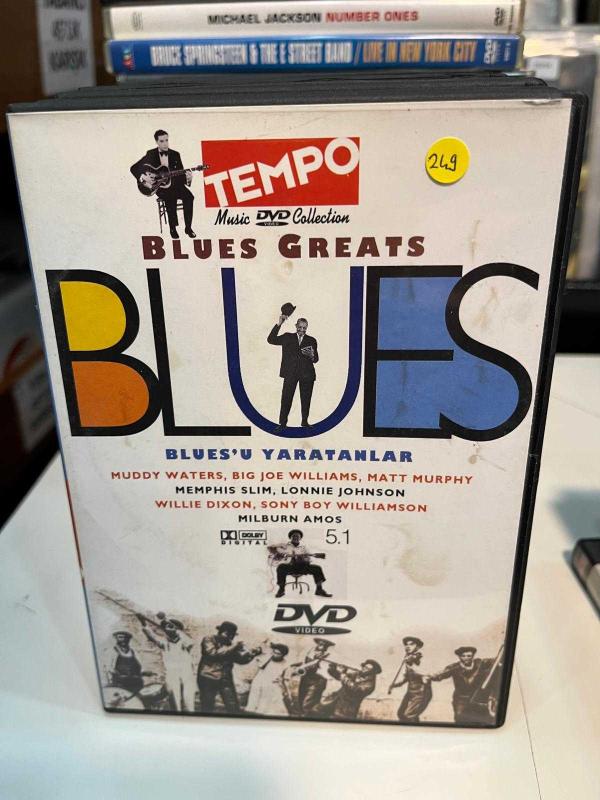 MICHAEL JACKSON NUMBER ONES
BRUCE SPRINGSTEEN & THE E STREET BAND / LIVE IN NEW YORK CITY
TEMPO
249
Music DVD Collection
VIDEO
BLUES GREATS
BLUES
BLUES'U YARATANLAR
MUDDY WATERS, BIG JOE WILLIAMS, MATT MURPHY
MEMPHIS SLIM, LONNIE JOHNSON
WILLIE DIXON, SONY BOY WILLIAMSON
MILBURN AMOS
DOLBY
DIGITAL
5.1
DVD
VIDEO